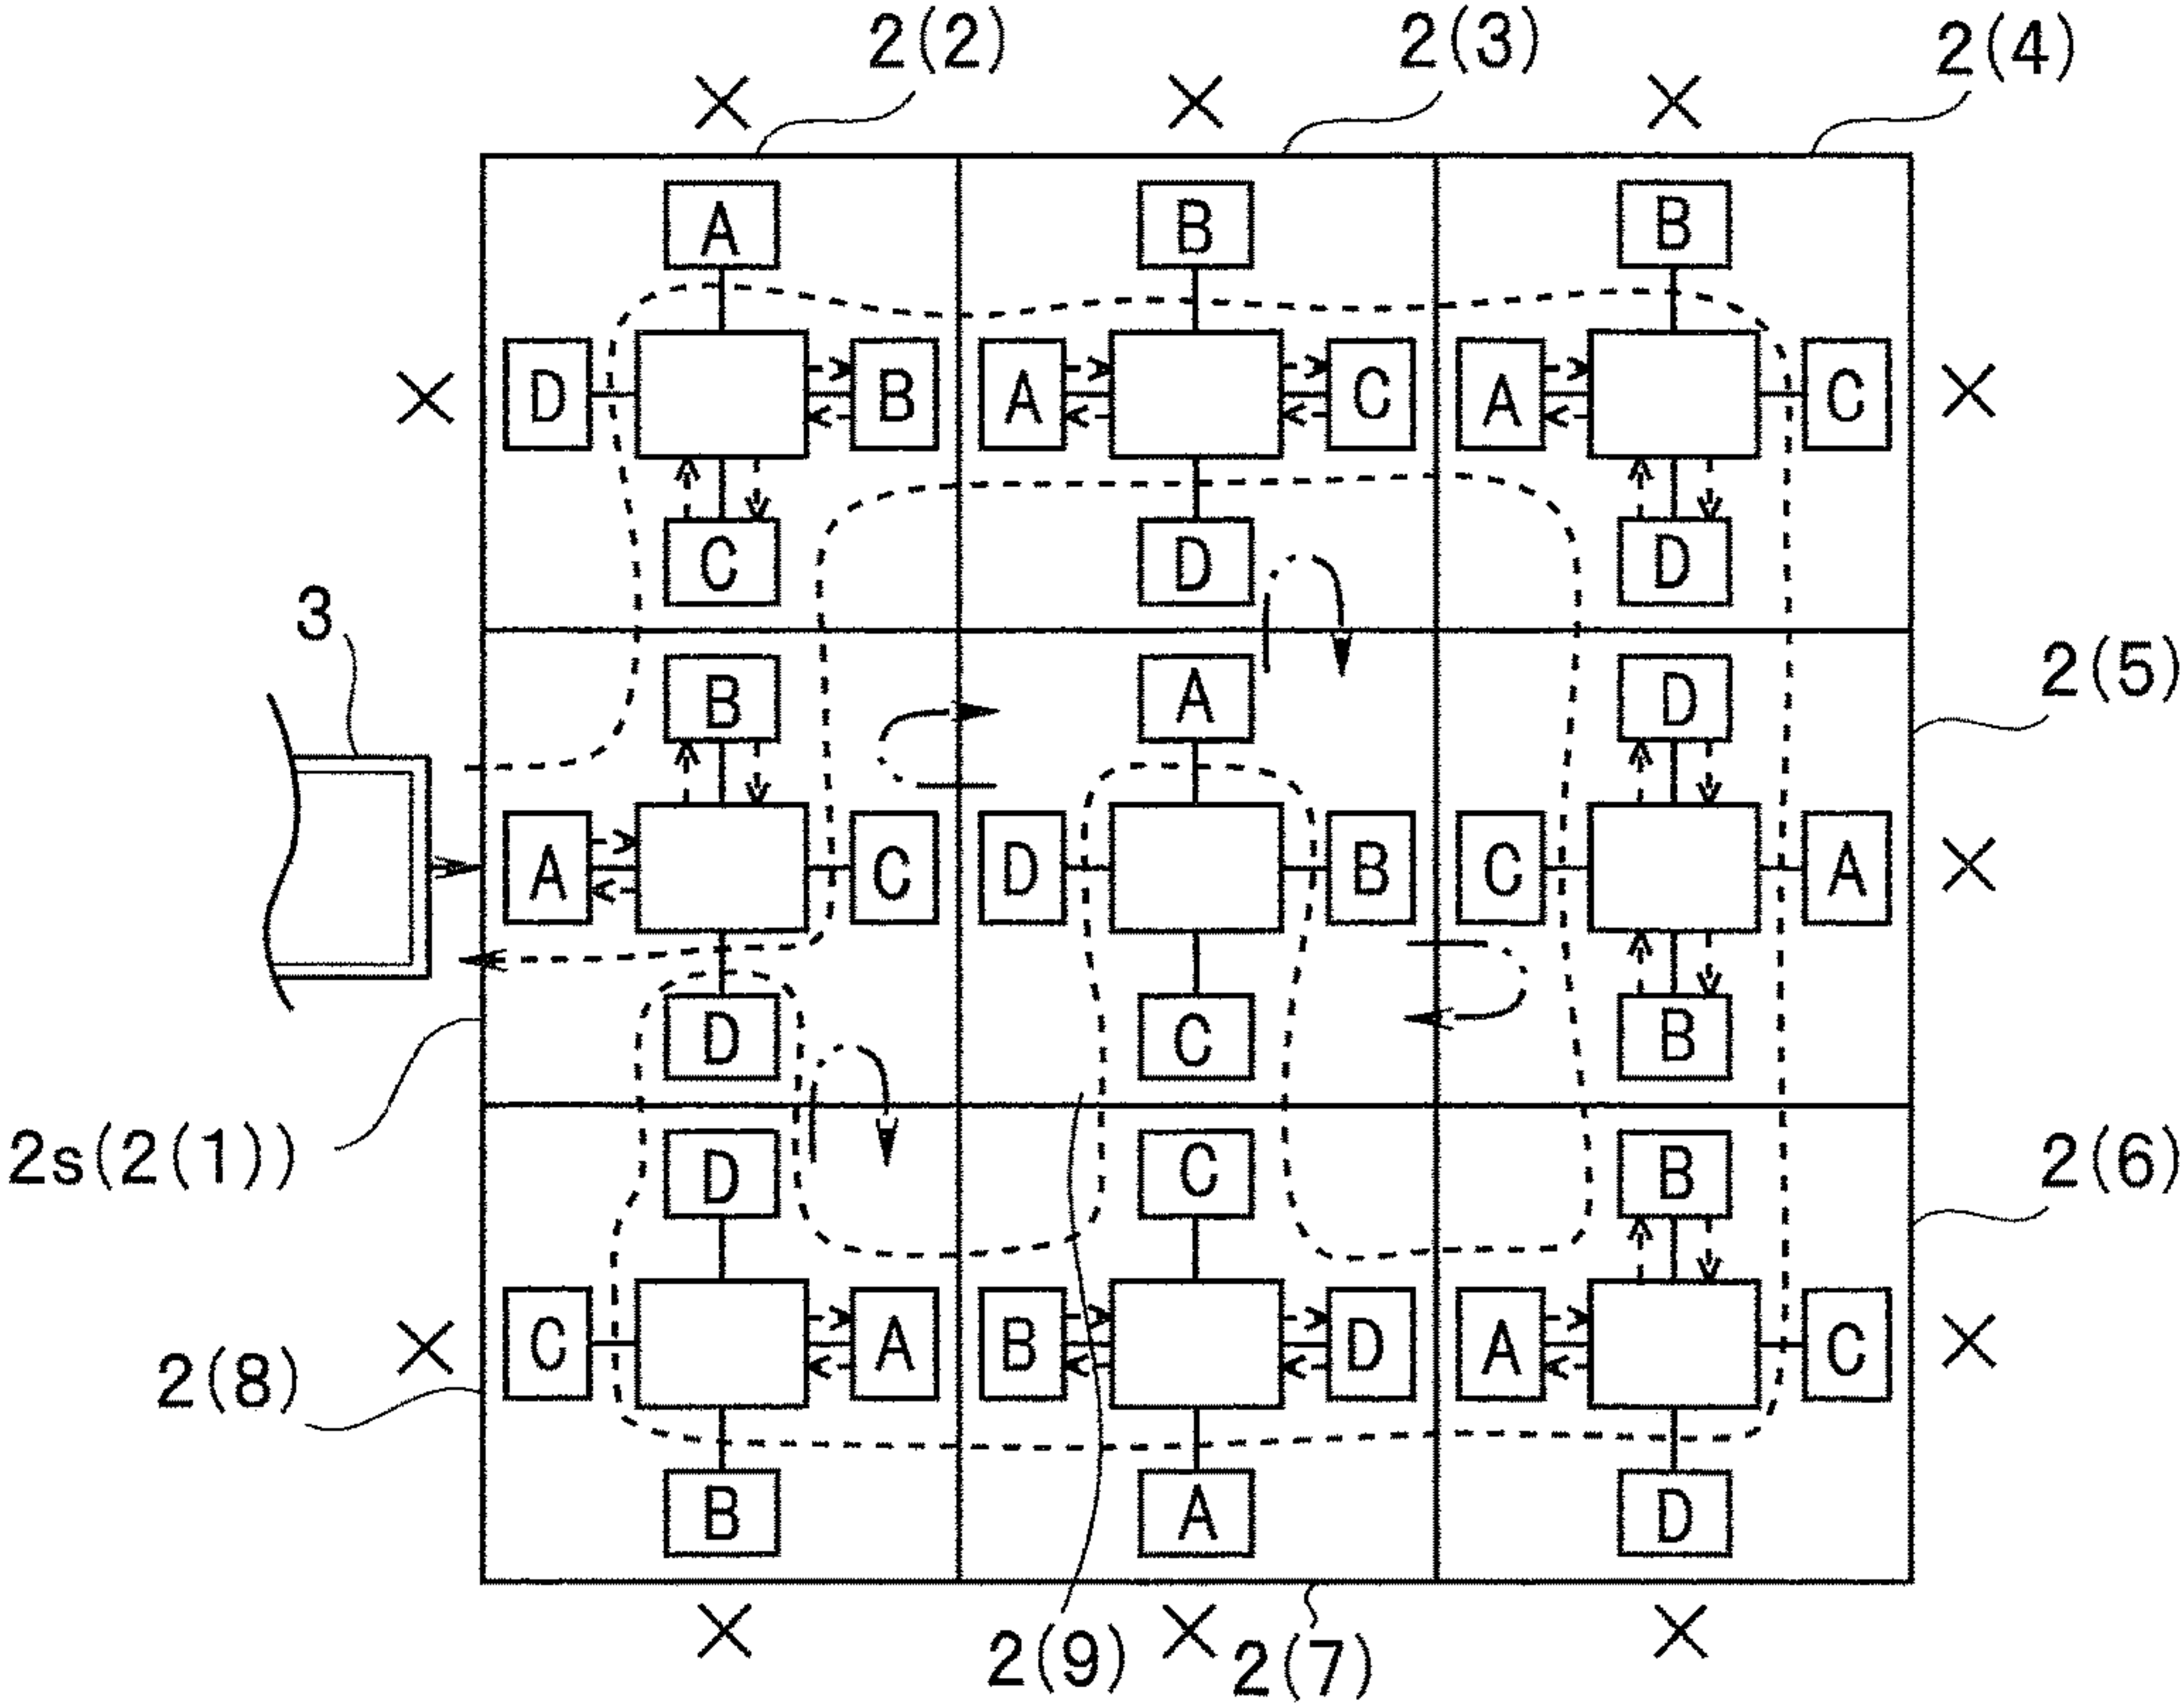 2(2) 2(3) 2(4)
× × ×
A B B
× D B A C A C ×
C D D
3
B A D
2(5)
A C D B C A ×
D C B
2s(2(1))
D C B
2(6)
× C A B D A C ×
2(8)
B A D
× × ×
2(9) 2(7)